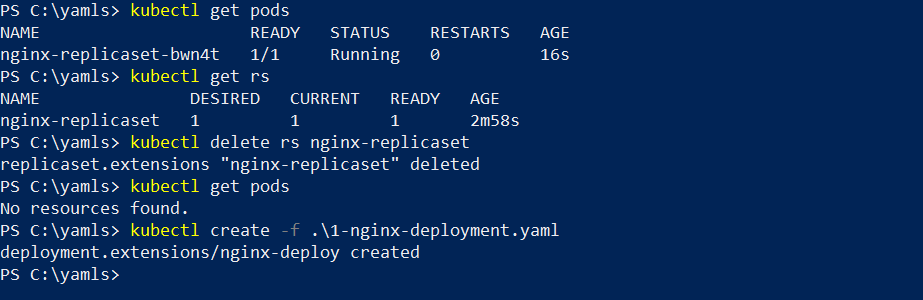 PS C:\yamls> kubectl get pods
NAME                     READY   STATUS    RESTARTS   AGE
nginx-replicaset-bwn4t   1/1     Running   0          16s
PS C:\yamls> kubectl get rs
NAME               DESIRED   CURRENT   READY   AGE
nginx-replicaset   1         1         1       2m58s
PS C:\yamls> kubectl delete rs nginx-replicaset
replicaset.extensions "nginx-replicaset" deleted
PS C:\yamls> kubectl get pods
No resources found.
PS C:\yamls> kubectl create -f .\1-nginx-deployment.yaml
deployment.extensions/nginx-deploy created
PS C:\yamls>